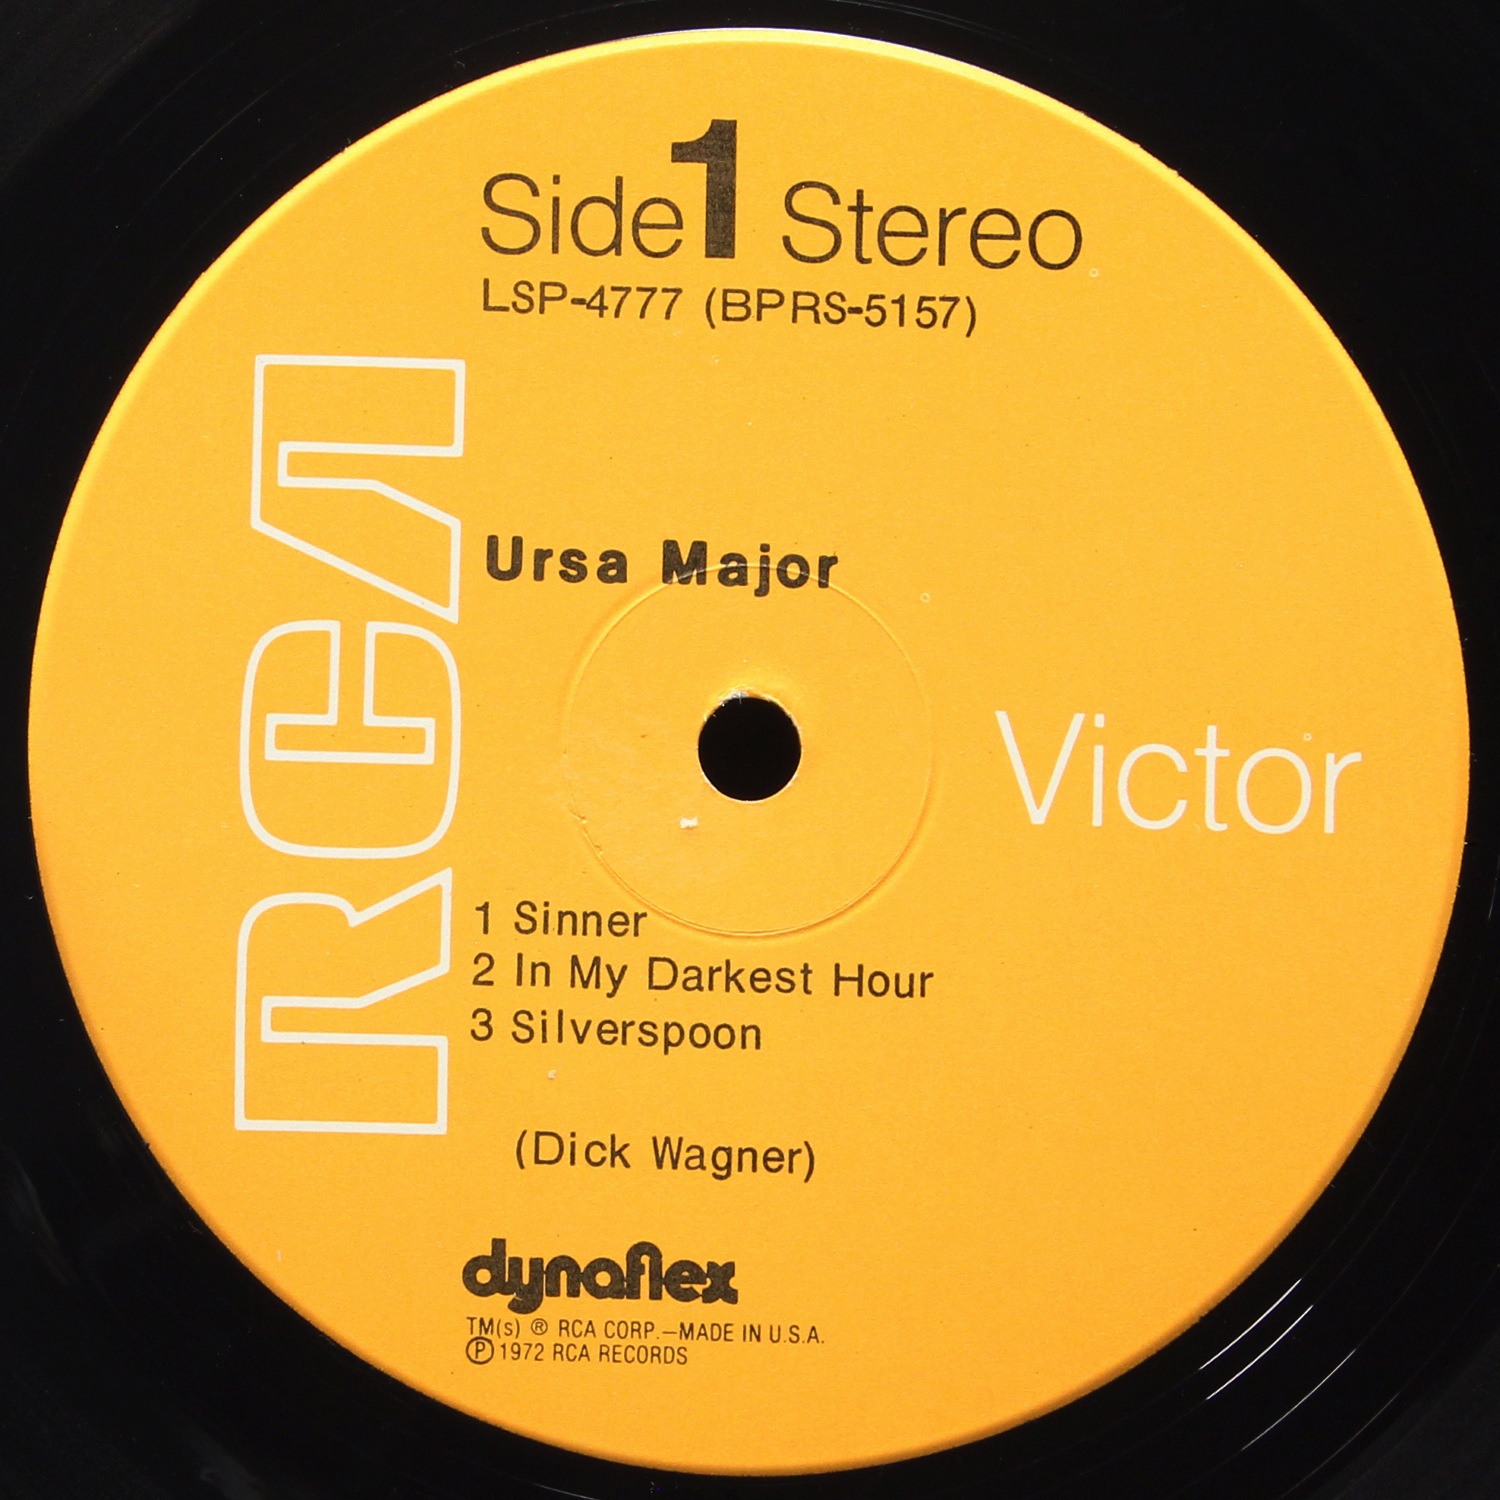 Side 1 Stereo
LSP-4777 (BPRS-5157)
RCA
Ursa Major
Victor
1 Sinner
2 In My Darkest Hour
3 Silverspoon
(Dick Wagner)
dynaflex
TM(s) ® RCA CORP.—MADE IN U.S.A.
℗ 1972 RCA RECORDS